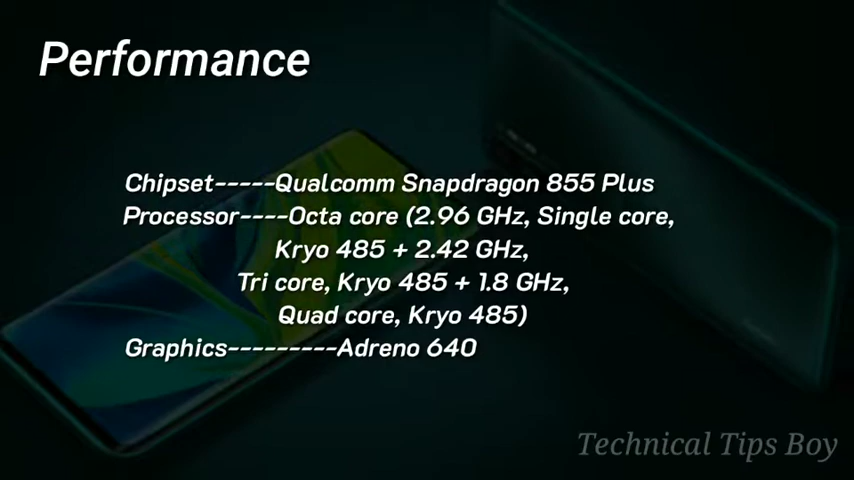 Performance
Chipset-----Qualcomm Snapdragon 855 Plus
Processor----Octa core (2.96 GHz, Single core,
Kryo 485 + 2.42 GHz,
Tri core, Kryo 485 + 1.8 GHz,
Quad core, Kryo 485)
Graphics---------Adreno 640
Technical Tips Boy